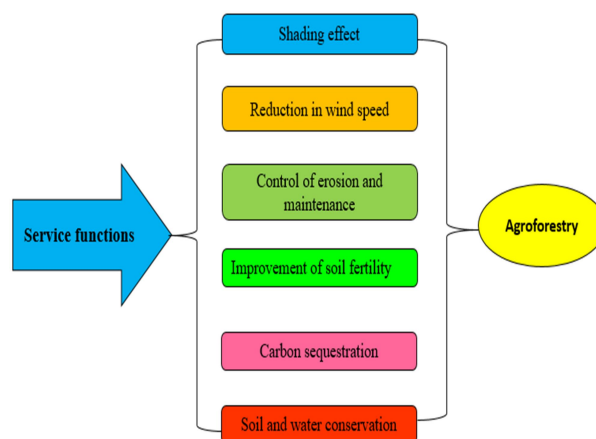 Shading effect
Reduction in wind speed
Control of erosion and
maintenance
Service functions
Agroforestry
Improvement of soil fertility
Carbon sequestration
Soil and water conservation